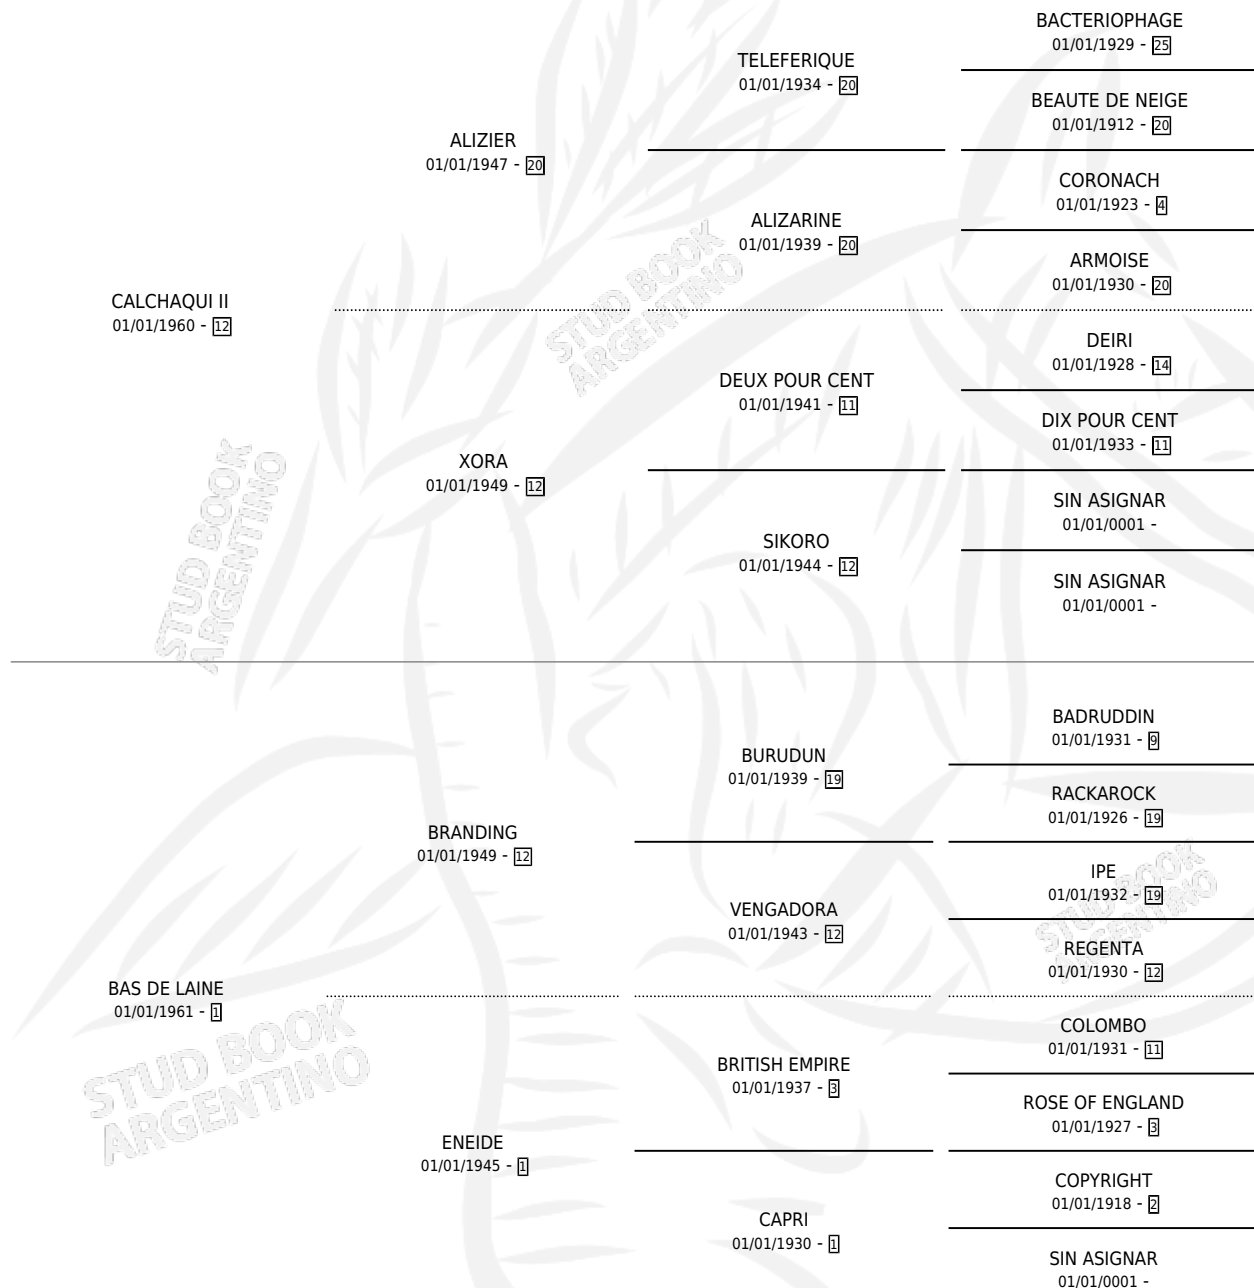 BACTERIOPHAGE
01/01/1929 - 25
TELEFERIQUE
01/01/1934 - 20
BEAUTE DE NEIGE
01/01/1912 - 20
ALIZIER
01/01/1947 - 20
CORONACH
01/01/1923 - 4
ALIZARINE
01/01/1939 - 20
ARMOISE
01/01/1930 - 20
CALCHAQUI II
01/01/1960 - 12
DEIRI
01/01/1928 - 14
DEUX POUR CENT
01/01/1941 - 11
DIX POUR CENT
01/01/1933 - 11
XORA
01/01/1949 - 12
SIN ASIGNAR
01/01/0001 -
SIKORO
01/01/1944 - 12
SIN ASIGNAR
01/01/0001 -
BADRUDDIN
01/01/1931 - 9
BURUDUN
01/01/1939 - 19
RACKAROCK
01/01/1926 - 19
BRANDING
01/01/1949 - 12
IPE
01/01/1932 - 19
VENGADORA
01/01/1943 - 12
REGENTA
01/01/1930 - 12
BAS DE LAINE
01/01/1961 - 1
COLOMBO
01/01/1931 - 11
BRITISH EMPIRE
01/01/1937 - 3
ROSE OF ENGLAND
01/01/1927 - 3
ENEIDE
01/01/1945 - 1
COPYRIGHT
01/01/1918 - 2
CAPRI
01/01/1930 - 1
SIN ASIGNAR
01/01/0001 -
STUD BOOK
ARGENTINO
STUD BOOK
ARGENTINO
STUD BOOK
ARGENTINO
STUD BOOK
ARGENTINO